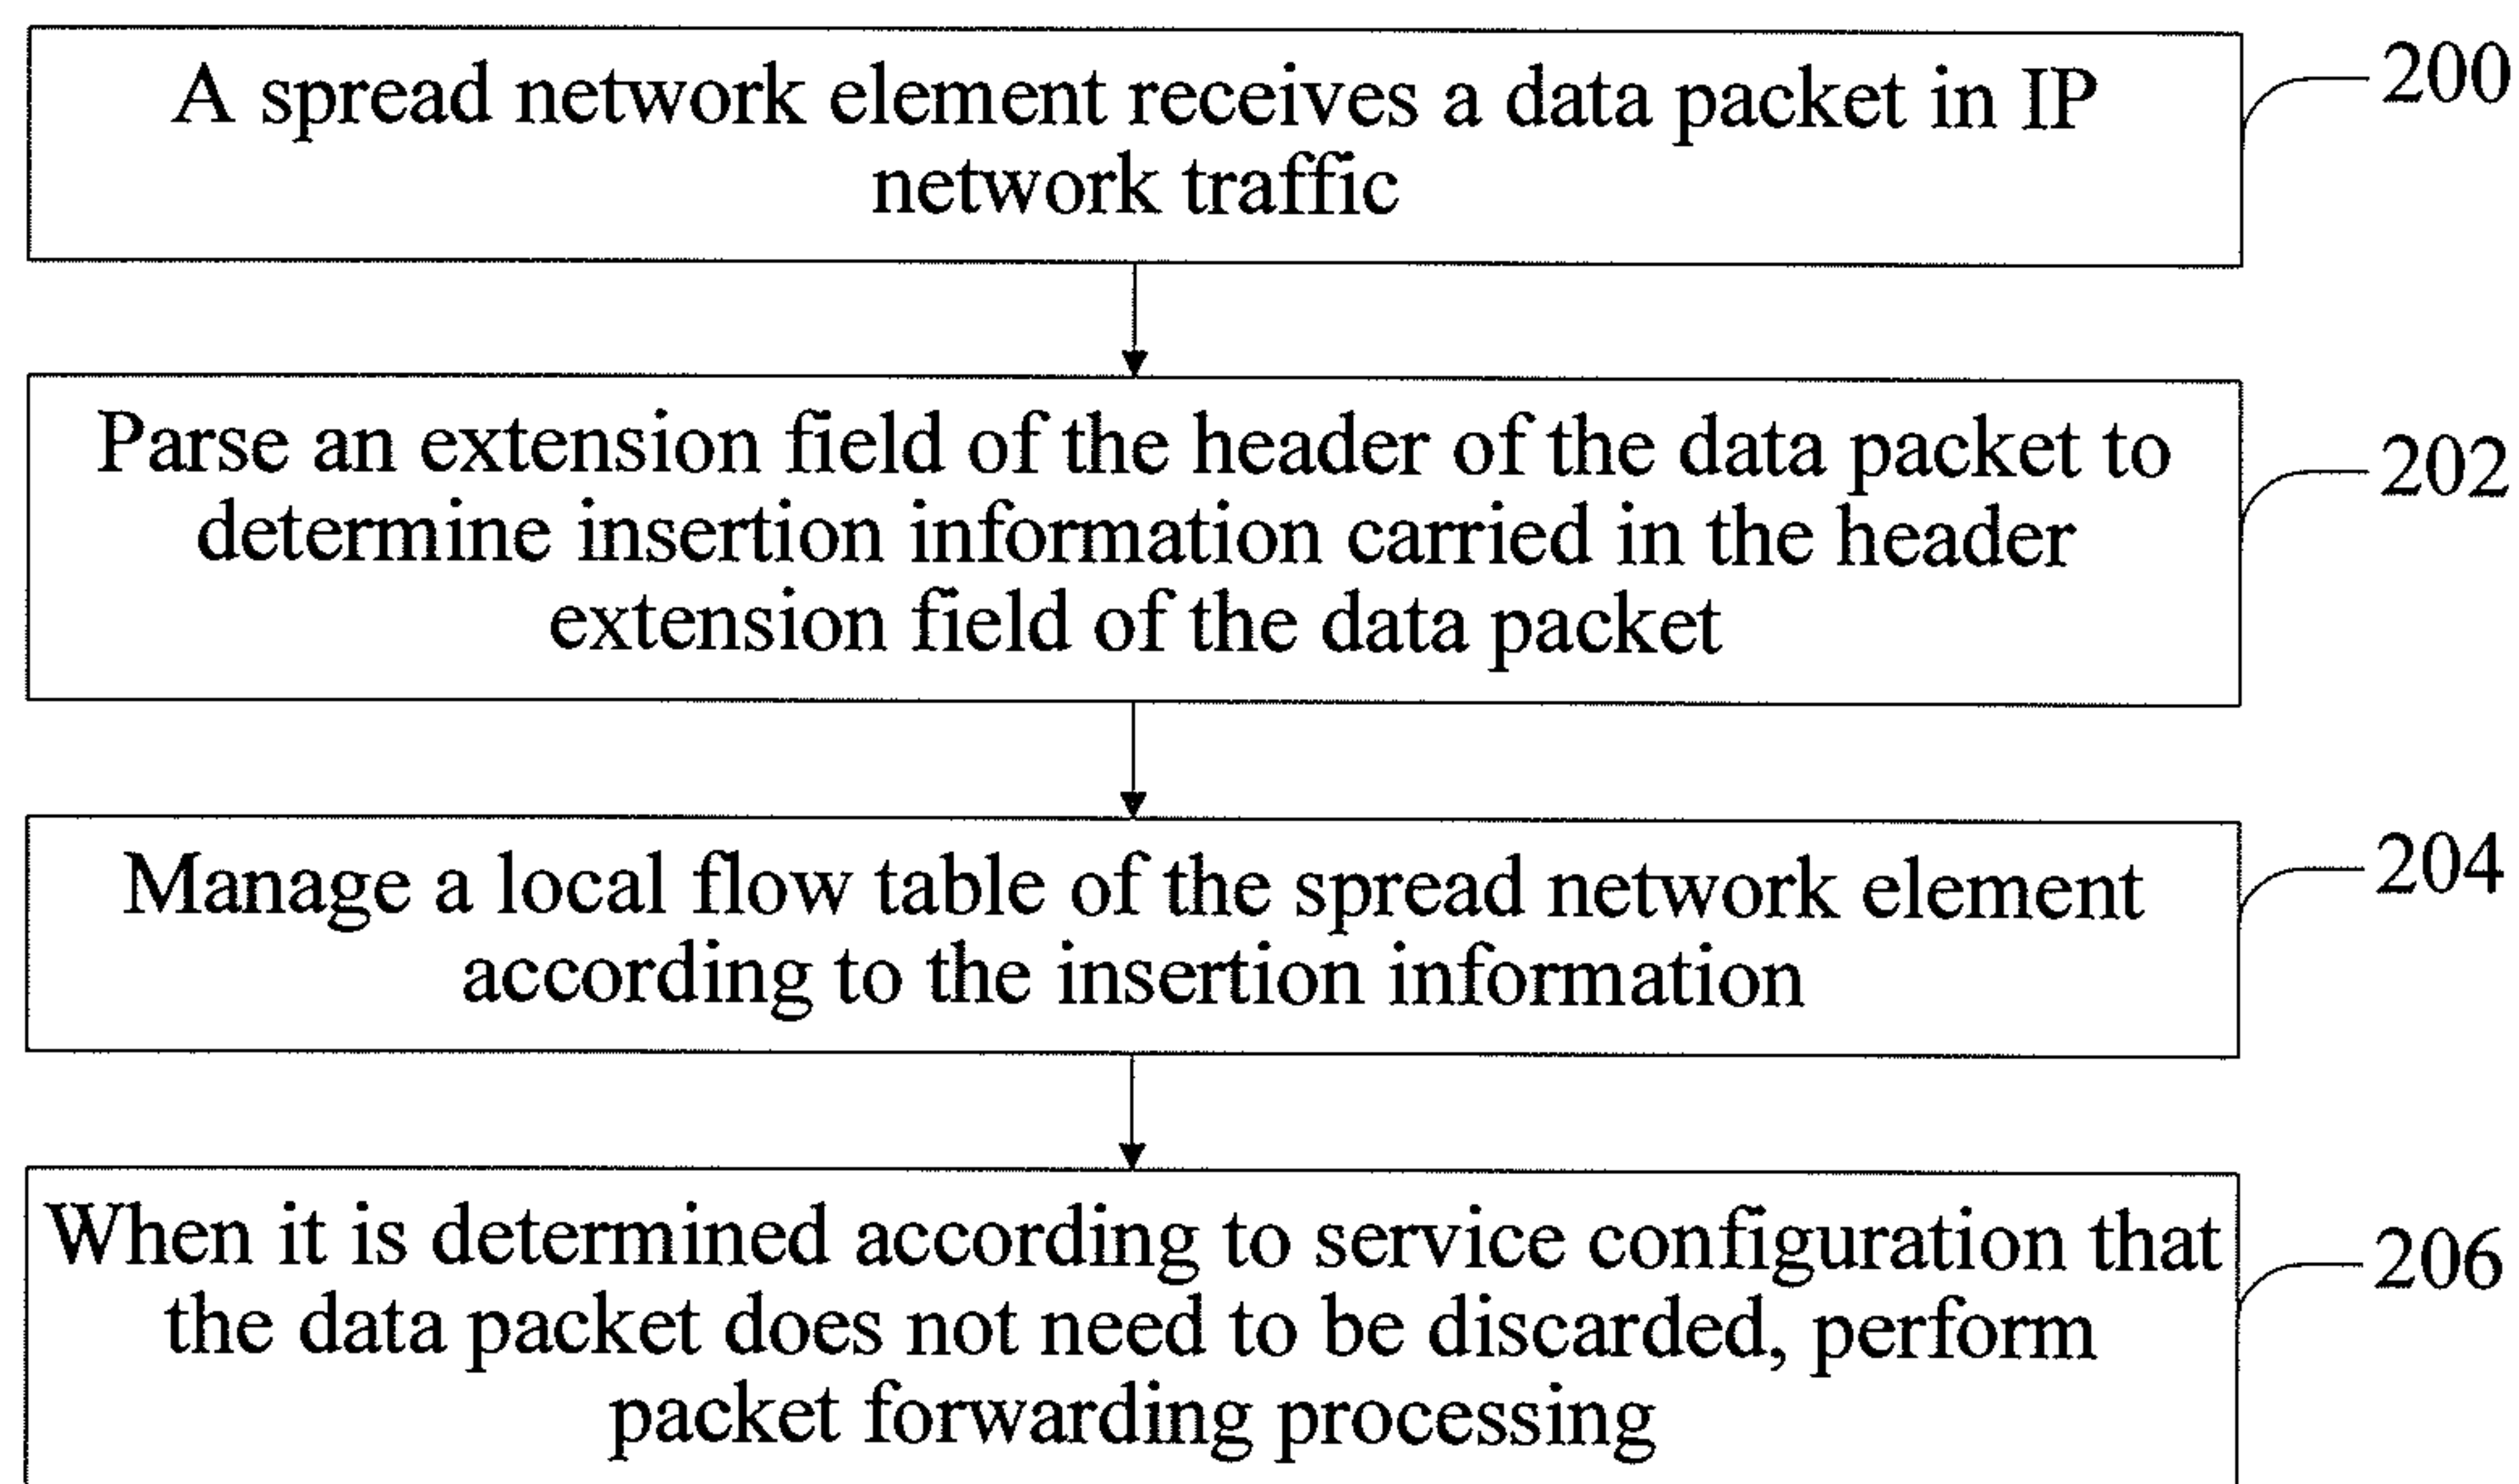 A spread network element receives a data packet in IP
network traffic
200
Parse an extension field of the header of the data packet to
determine insertion information carried in the header
extension field of the data packet
202
Manage a local flow table of the spread network element
according to the insertion information
204
When it is determined according to service configuration that
the data packet does not need to be discarded, perform
packet forwarding processing
206